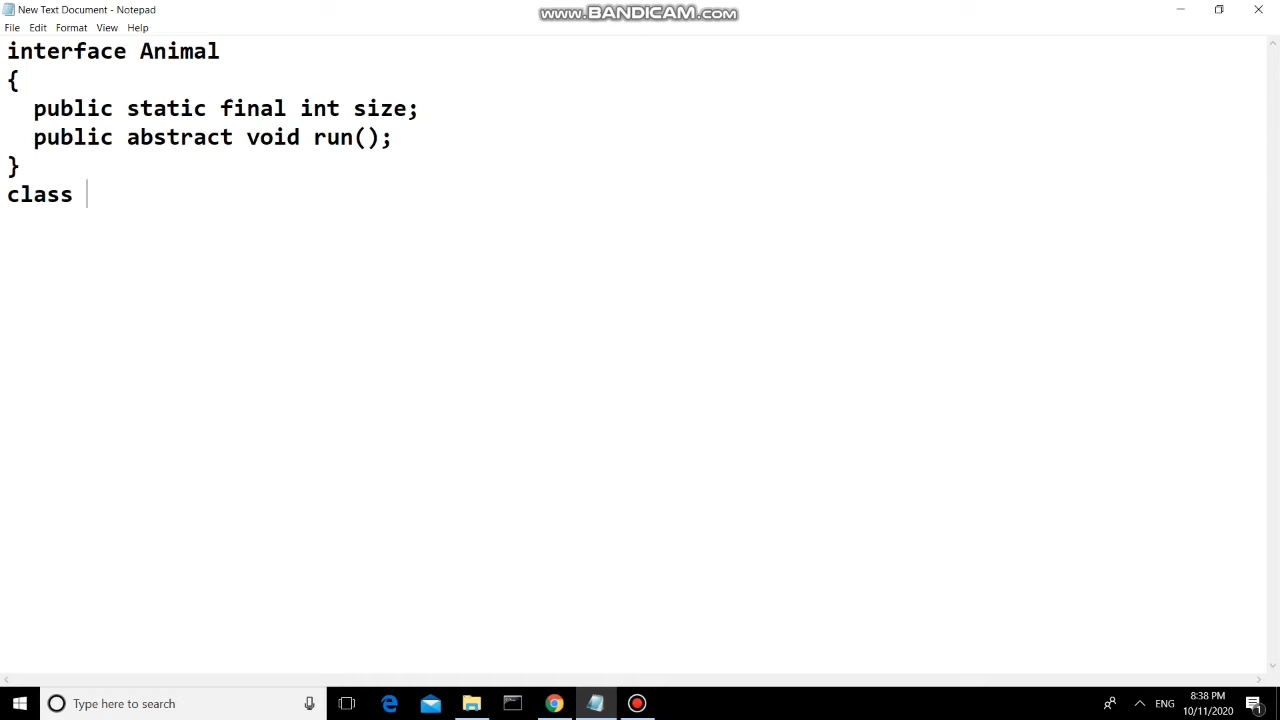 New Text Document - Notepad
www.BANDICAM.com
File Edit Format View Help
interface Animal
{
public static final int size;
public abstract void run();
}
class
Type here to search
ENG
8:38 PM
10/11/2020
1